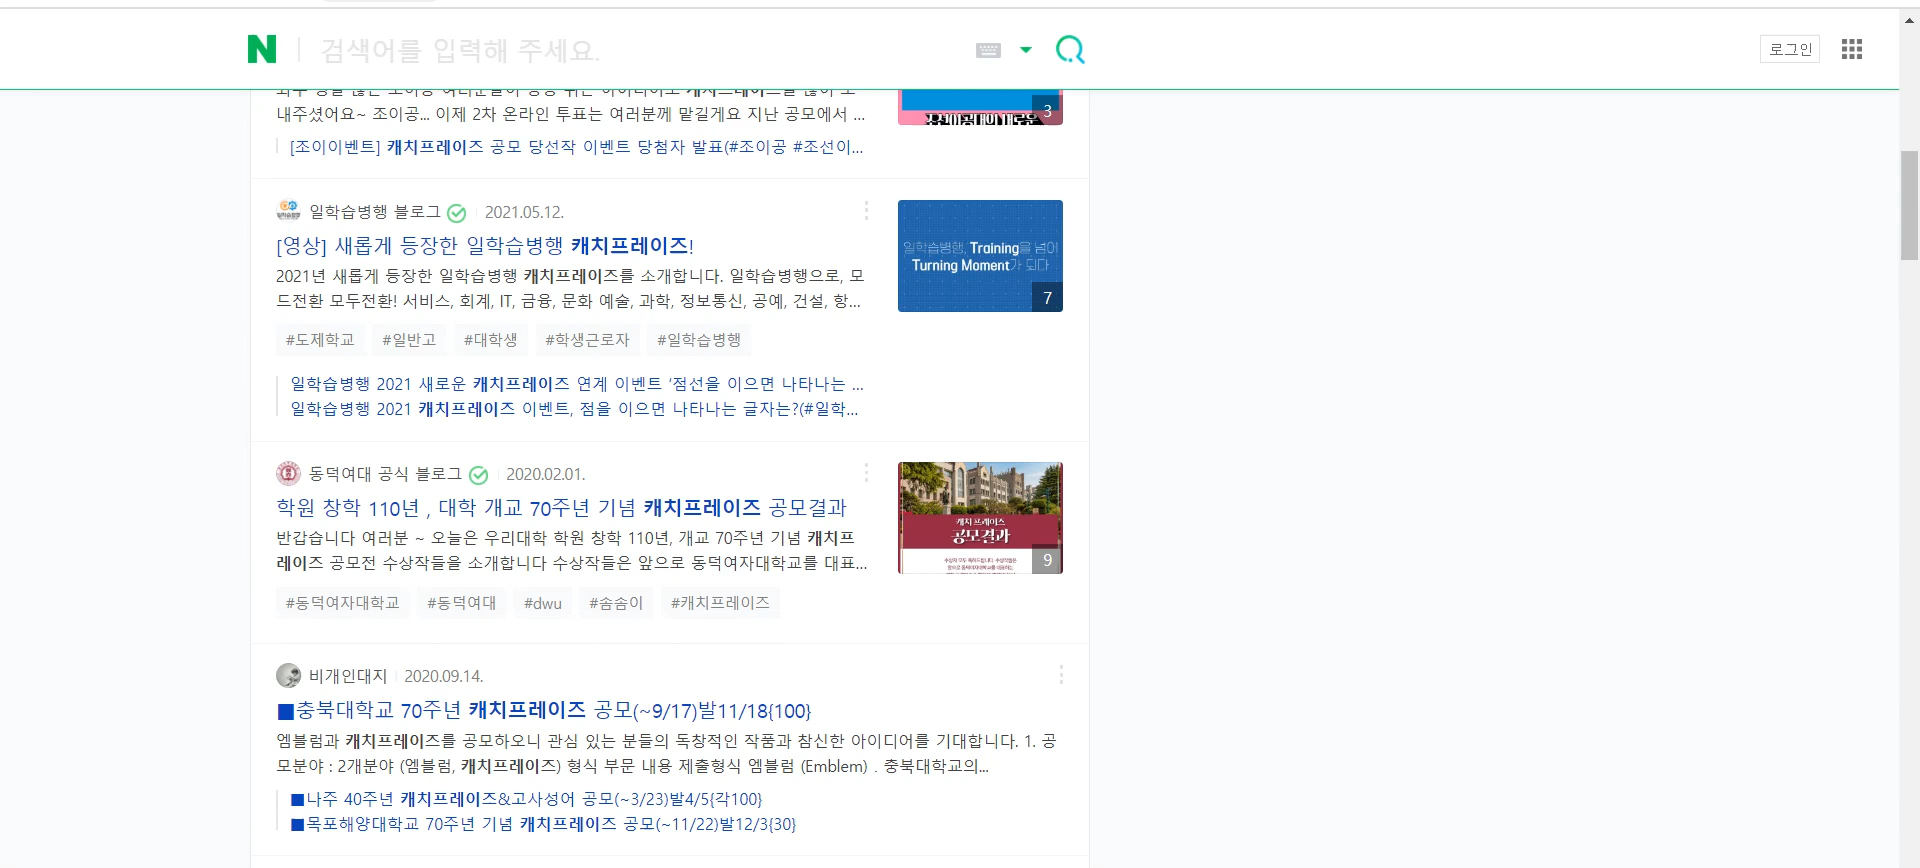 N
검색어를 입력해 주세요.
로그인
내주셨어요~ 조이공... 이제 2차 온라인 투표는 여러분께 맡길게요 지난 공모에서 ...
3
[조이이벤트] 캐치프레이즈 공모 당선작 이벤트 당첨자 발표(#조이공 #조선이...
일학습병행 블로그 2021.05.12.
[영상] 새롭게 등장한 일학습병행 캐치프레이즈!
2021년 새롭게 등장한 일학습병행 캐치프레이즈를 소개합니다. 일학습병행으로, 모
드전환 모두전환! 서비스, 회계, IT, 금융, 문화 예술, 과학, 정보통신, 공예, 건설, 항...
일학습병행, Training을 넘어
Turning Moment가 되다
7
#도제학교 #일반고 #대학생 #학생근로자 #일학습병행
일학습병행 2021 새로운 캐치프레이즈 연계 이벤트 ‘점선을 이으면 나타나는 ...
일학습병행 2021 캐치프레이즈 이벤트, 점을 이으면 나타나는 글자는?(#일학...
동덕여대 공식 블로그 2020.02.01.
학원 창학 110년 , 대학 개교 70주년 기념 캐치프레이즈 공모결과
반갑습니다 여러분 ~ 오늘은 우리대학 학원 창학 110년, 개교 70주년 기념 캐치프
레이즈 공모전 수상작들을 소개합니다 수상작들은 앞으로 동덕여자대학교를 대표...
캐치 프레이즈
공모결과
9
#동덕여자대학교 #동덕여대 #dwu #솜솜이 #캐치프레이즈
비개인대지 2020.09.14.
■충북대학교 70주년 캐치프레이즈 공모(~9/17)발11/18{100}
엠블럼과 캐치프레이즈를 공모하오니 관심 있는 분들의 독창적인 작품과 참신한 아이디어를 기대합니다. 1. 공
모분야 : 2개분야 (엠블럼, 캐치프레이즈) 형식 부문 내용 제출형식 엠블럼 (Emblem) . 충북대학교의...
■나주 40주년 캐치프레이즈&고사성어 공모(~3/23)발4/5{각100}
■목포해양대학교 70주년 기념 캐치프레이즈 공모(~11/22)발12/3{30}